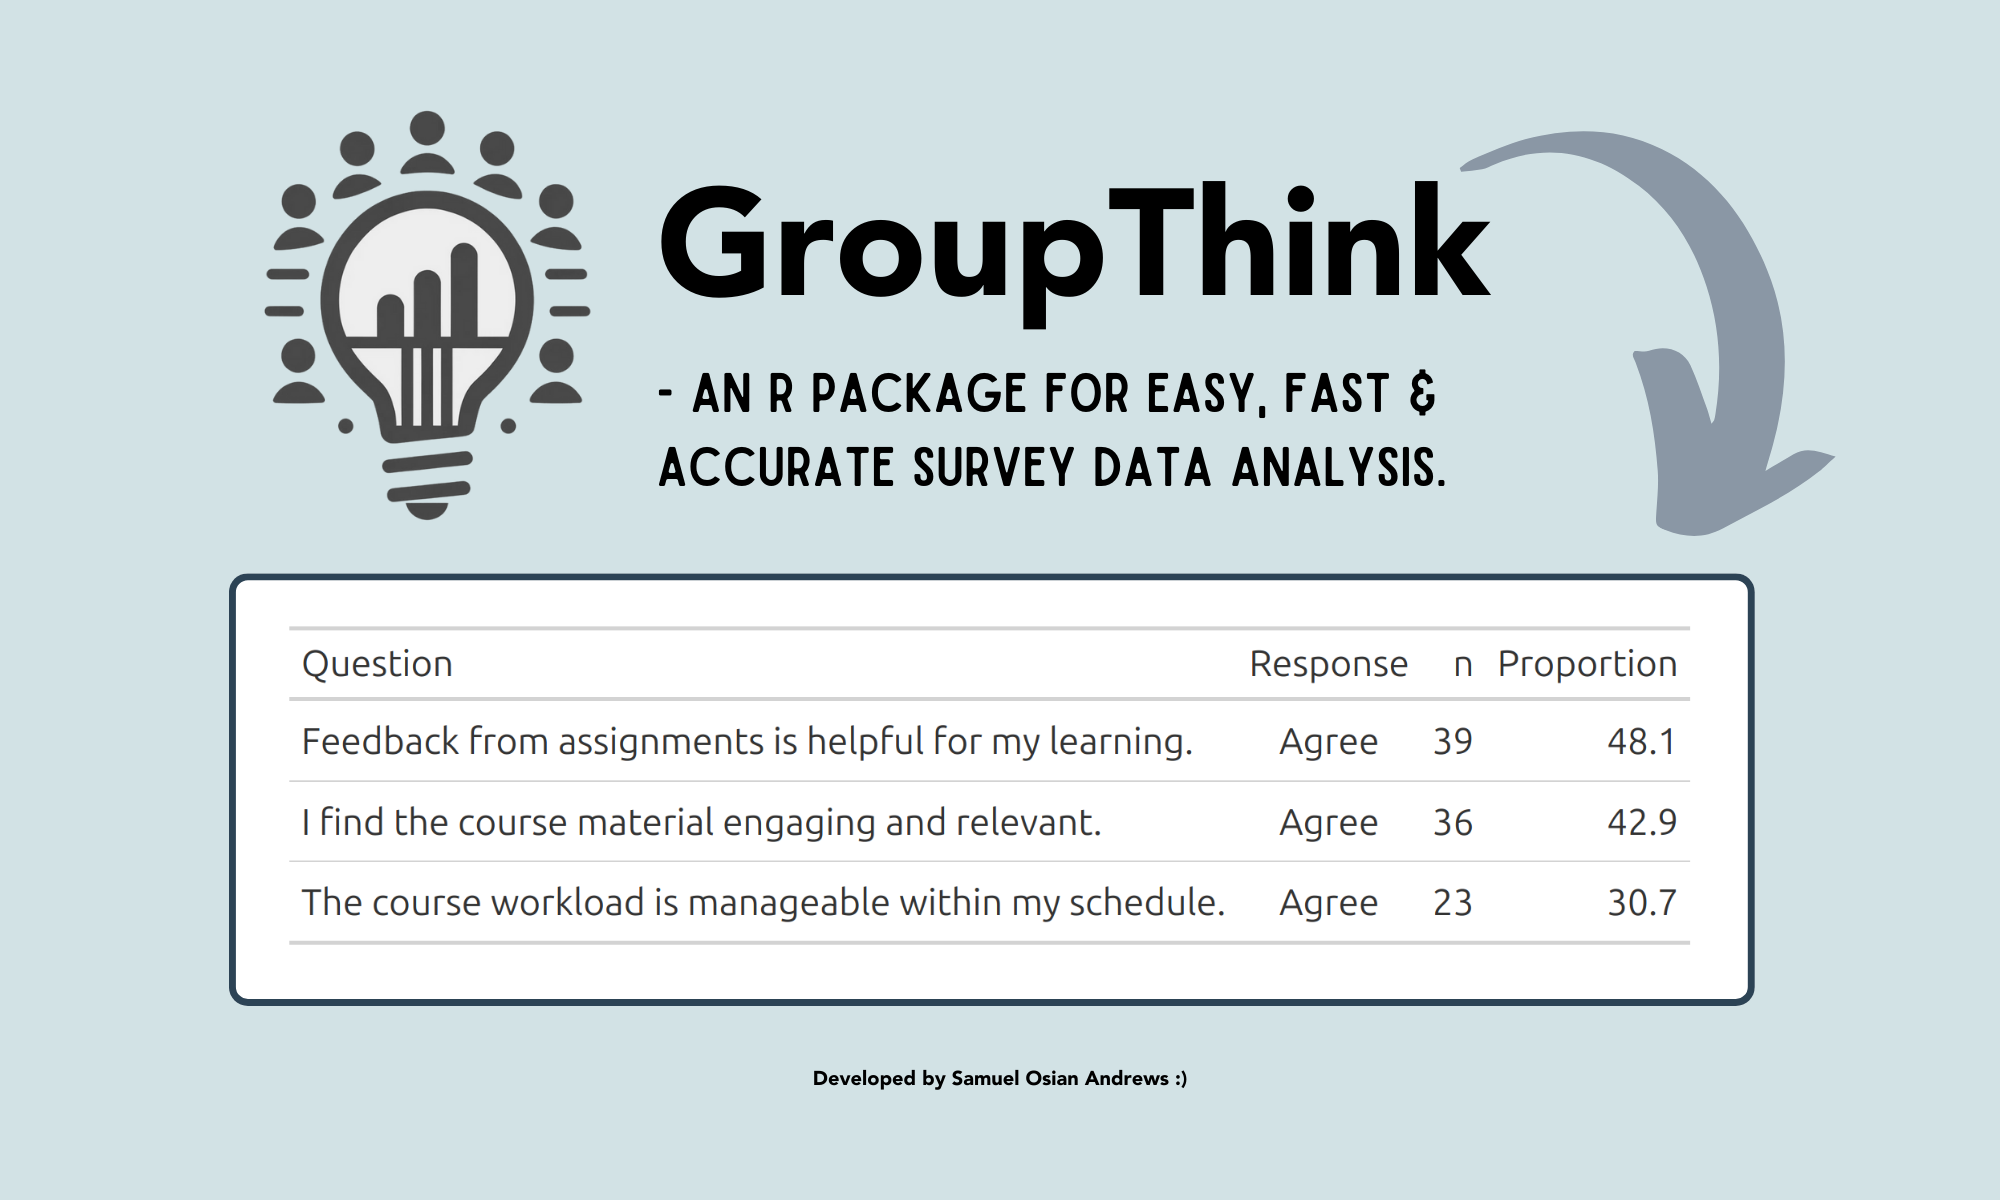 GroupThink
- AN R PACKAGE FOR EASY, FAST &
ACCURATE SURVEY DATA ANALYSIS.
Question Response n Proportion
Feedback from assignments is helpful for my learning. Agree 39 48.1
I find the course material engaging and relevant. Agree 36 42.9
The course workload is manageable within my schedule. Agree 23 30.7
Developed by Samuel Osian Andrews :)